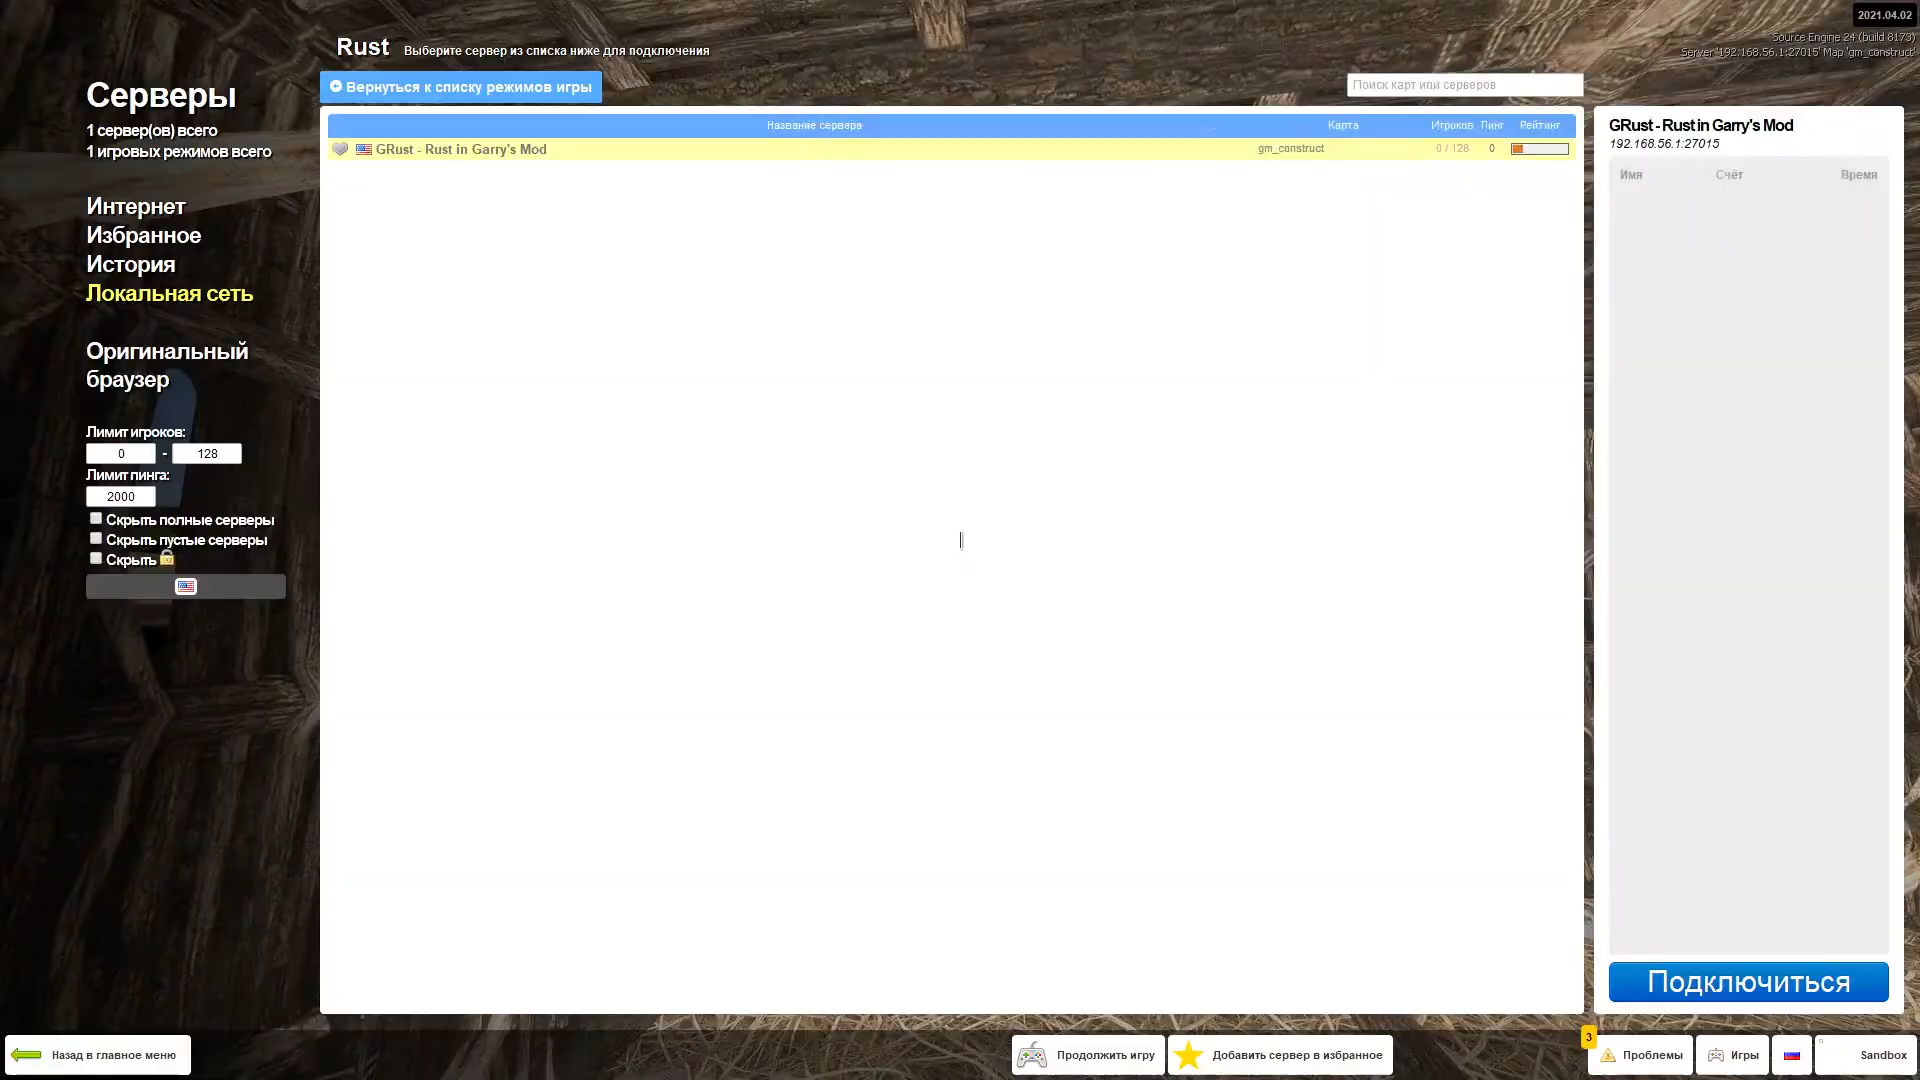 2021.04.02
Source Engine 24 (build 8173)
Server '192.168.56.1:27015' Map 'gm_construct'
Rust Выберите сервер из списка ниже для подключения
Вернуться к списку режимов игры
Поиск карт или серверов
Серверы
1 сервер(ов) всего
1 игровых режимов всего
Интернет
Избранное
История
Локальная сеть
Оригинальный
браузер
Лимит игроков:
0 - 128
Лимит пинга:
2000
Скрыть полные серверы
Скрыть пустые серверы
Скрыть
Название сервера Карта Игроков Пинг Рейтинг
GRust - Rust in Garry's Mod gm_construct 0 / 128 0
GRust - Rust in Garry's Mod
192.168.56.1:27015
Имя Счёт Время
Подключиться
Назад в главное меню
Продолжить игру
Добавить сервер в избранное
3
Проблемы
Игры
Sandbox